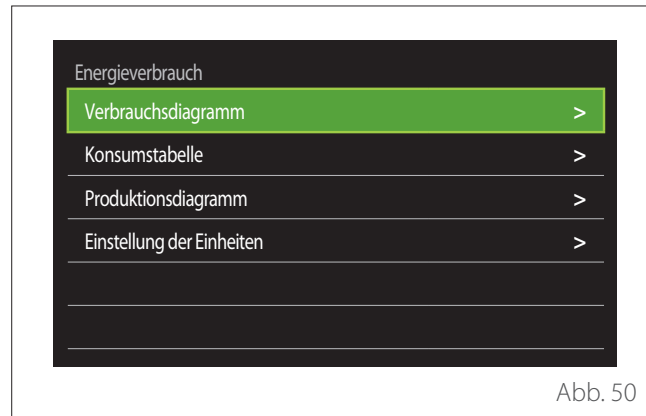 Energieverbrauch
Verbrauchsdiagramm >
Konsumstabelle >
Produktionsdiagramm >
Einstellung der Einheiten >
Abb. 50